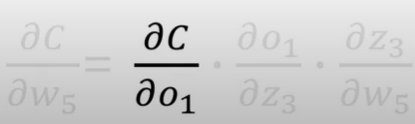 ∂C/∂w₅ = ∂C/∂o₁ · ∂o₁/∂z₃ · ∂z₃/∂w₅